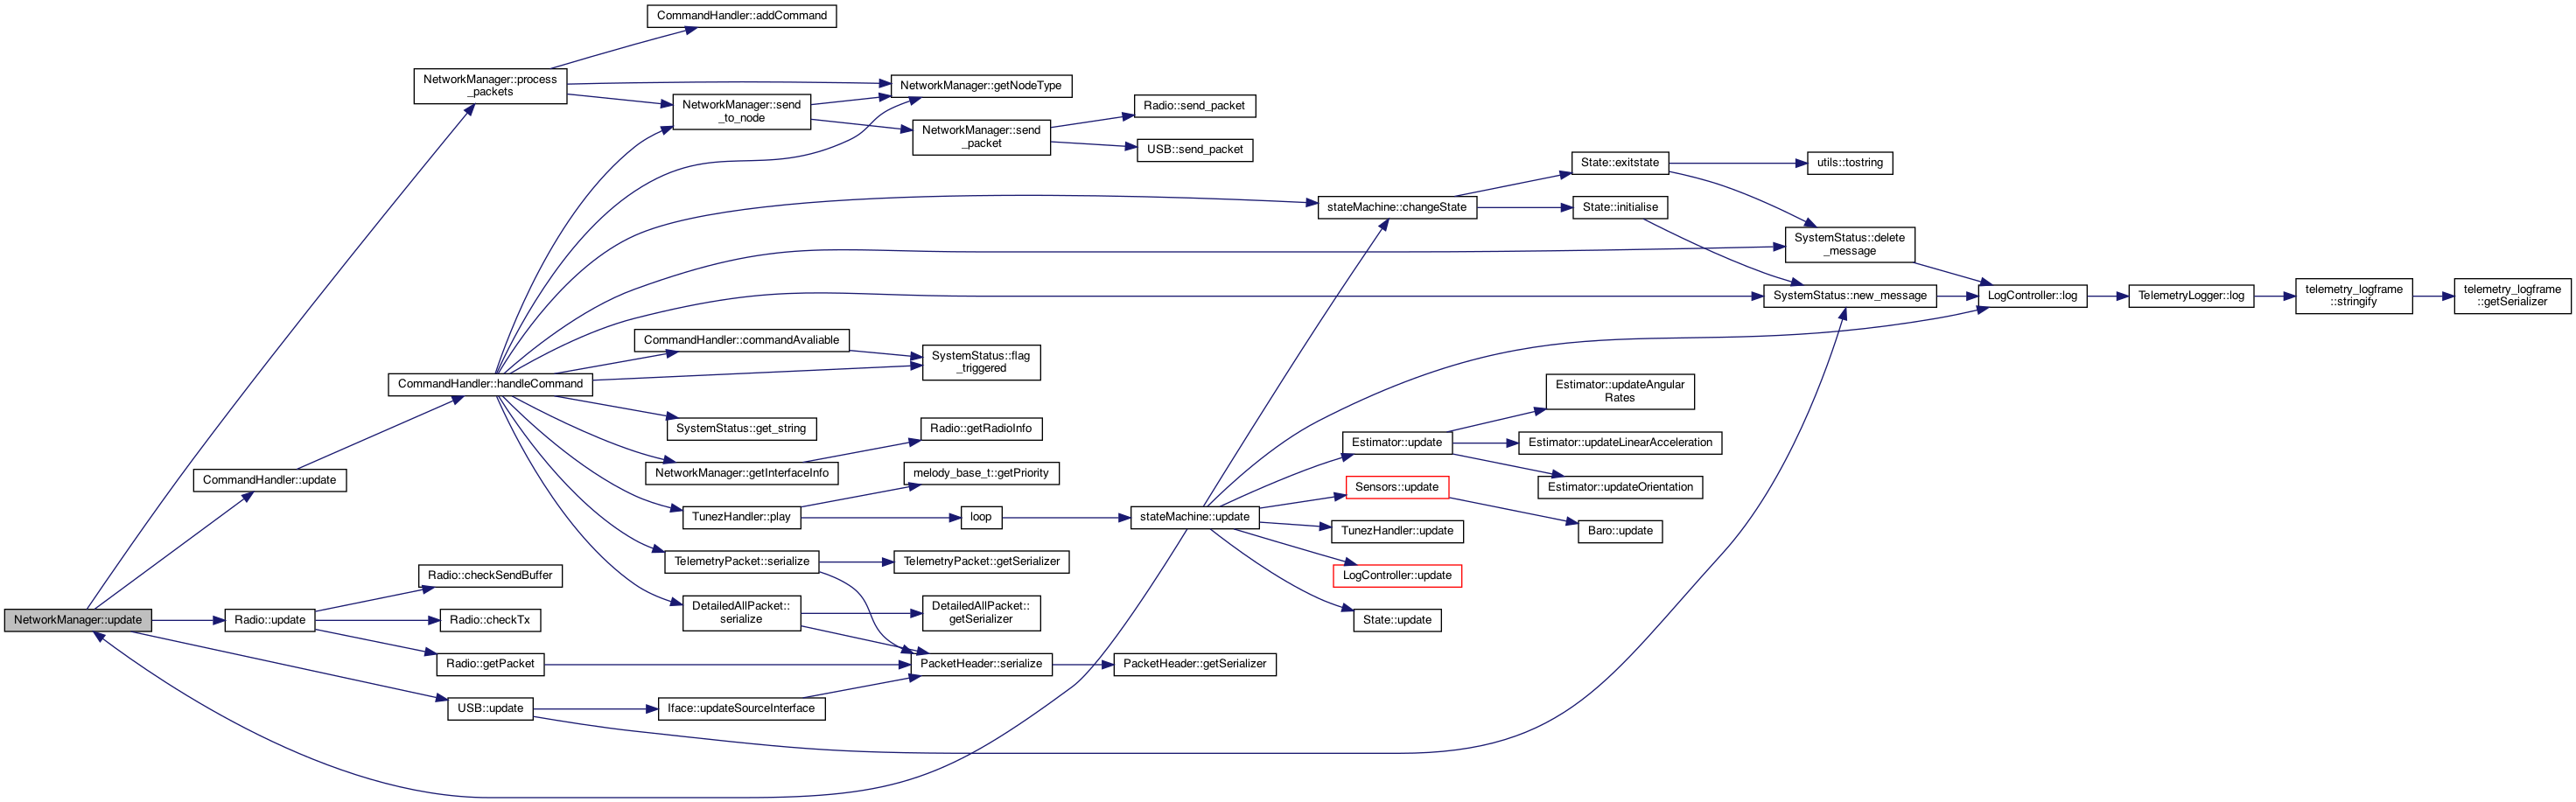 CommandHandler::addCommand
NetworkManager::process
_packets
NetworkManager::getNodeType
NetworkManager::send
_to_node
Radio::send_packet
NetworkManager::send
_packet
USB::send_packet
State::exitstate
utils::tostring
stateMachine::changeState
State::initialise
SystemStatus::delete
_message
SystemStatus::new_message
LogController::log
TelemetryLogger::log
telemetry_logframe
::stringify
telemetry_logframe
::getSerializer
CommandHandler::commandAvaliable
SystemStatus::flag
_triggered
CommandHandler::handleCommand
Estimator::updateAngular
Rates
SystemStatus::get_string
Radio::getRadioInfo
Estimator::update
Estimator::updateLinearAcceleration
CommandHandler::update
NetworkManager::getInterfaceInfo
melody_base_t::getPriority
Sensors::update
Estimator::updateOrientation
TunezHandler::play
loop
stateMachine::update
TunezHandler::update
Baro::update
TelemetryPacket::serialize
TelemetryPacket::getSerializer
Radio::checkSendBuffer
LogController::update
NetworkManager::update
Radio::update
Radio::checkTx
DetailedAllPacket::
serialize
DetailedAllPacket::
getSerializer
State::update
Radio::getPacket
PacketHeader::serialize
PacketHeader::getSerializer
USB::update
Iface::updateSourceInterface